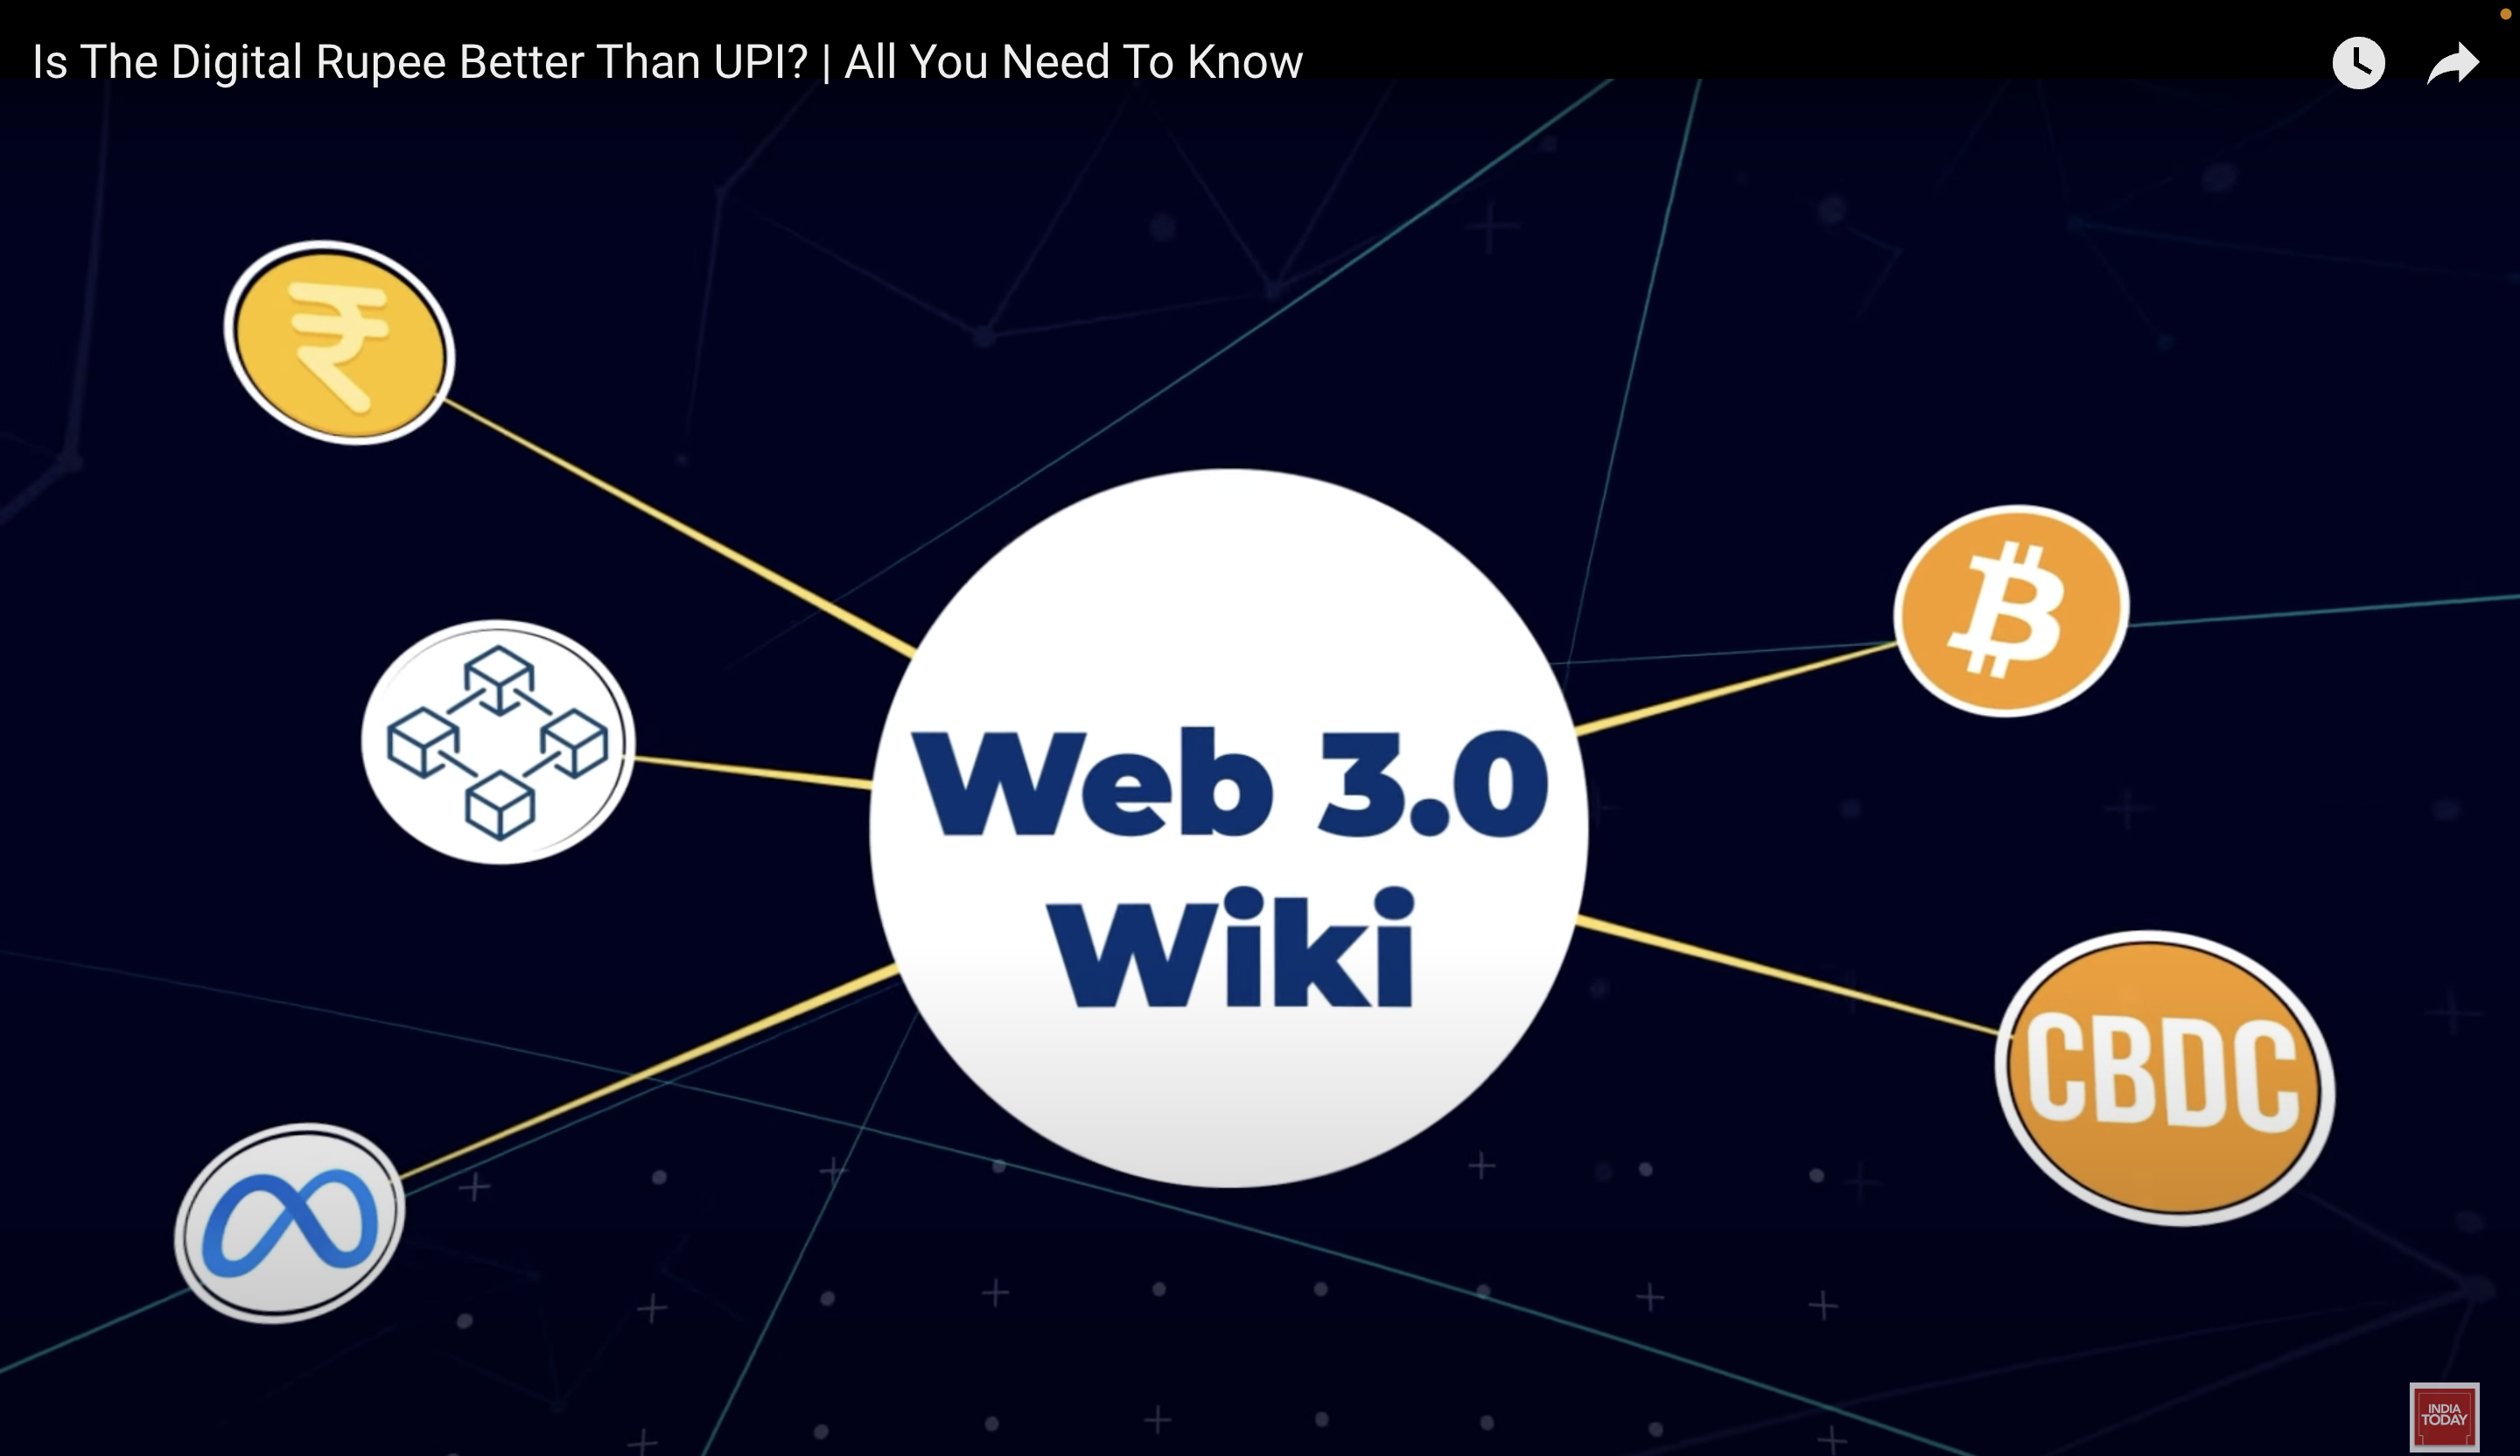 Is The Digital Rupee Better Than UPI? | All You Need To Know
₹
₿
Web 3.0
Wiki
CBDC
INDIA
TODAY